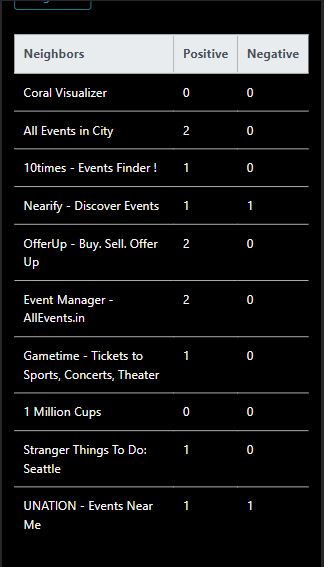 Neighbors Positive Negative
Coral Visualizer 0 0
All Events in City 2 0
10times - Events Finder ! 1 0
Nearify - Discover Events 1 1
OfferUp - Buy. Sell. Offer 2 0
Up
Event Manager - 2 0
AllEvents.in
Gametime - Tickets to 1 0
Sports, Concerts, Theater
1 Million Cups 0 0
Stranger Things To Do: 1 0
Seattle
UNATION - Events Near 1 1
Me